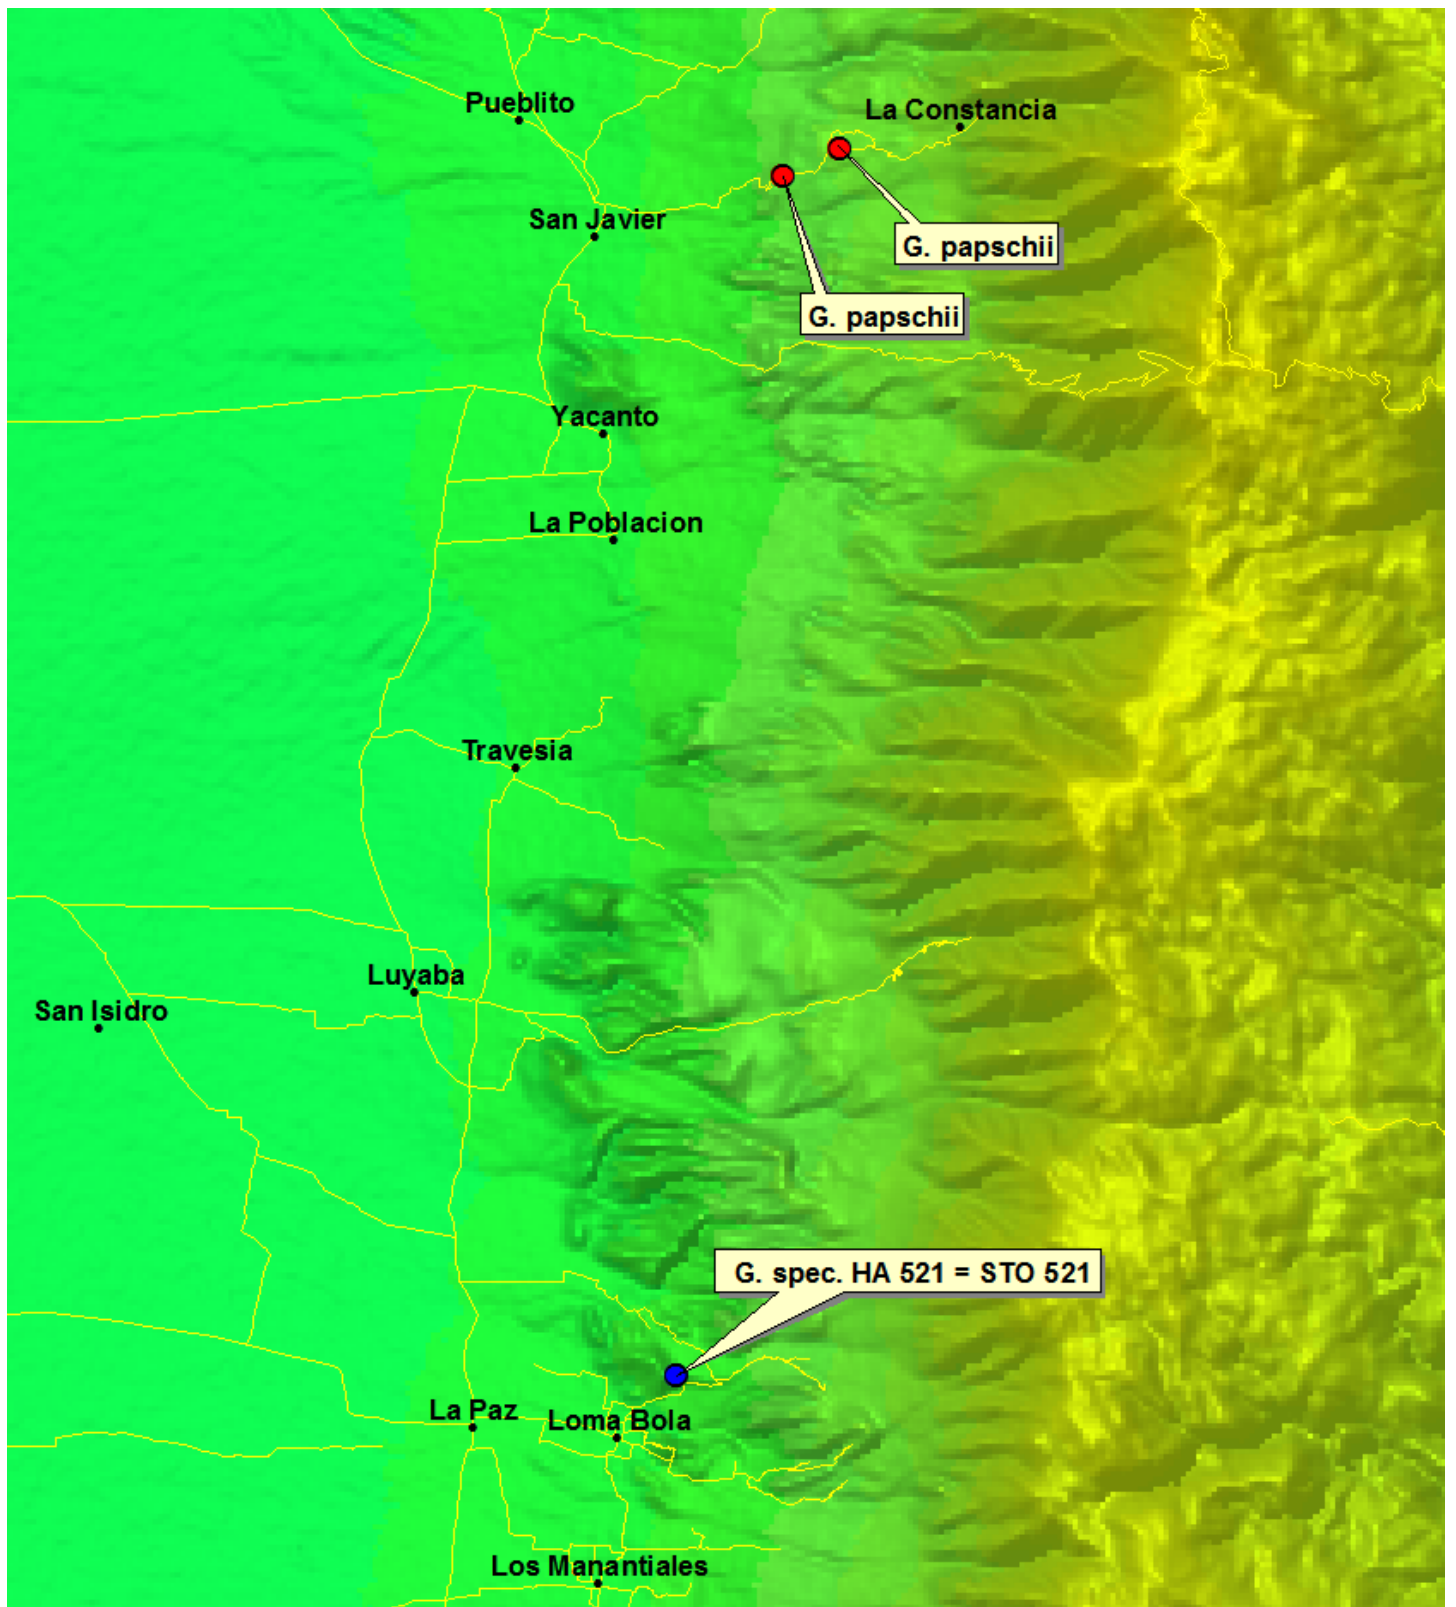 Pueblito
La Constancia
San Javier
G. papschii
G. papschii
Yacanto
La Poblacion
Travesia
Luyaba
San Isidro
G. spec. HA 521 = STO 521
La Paz
Loma Bola
Los Manantiales